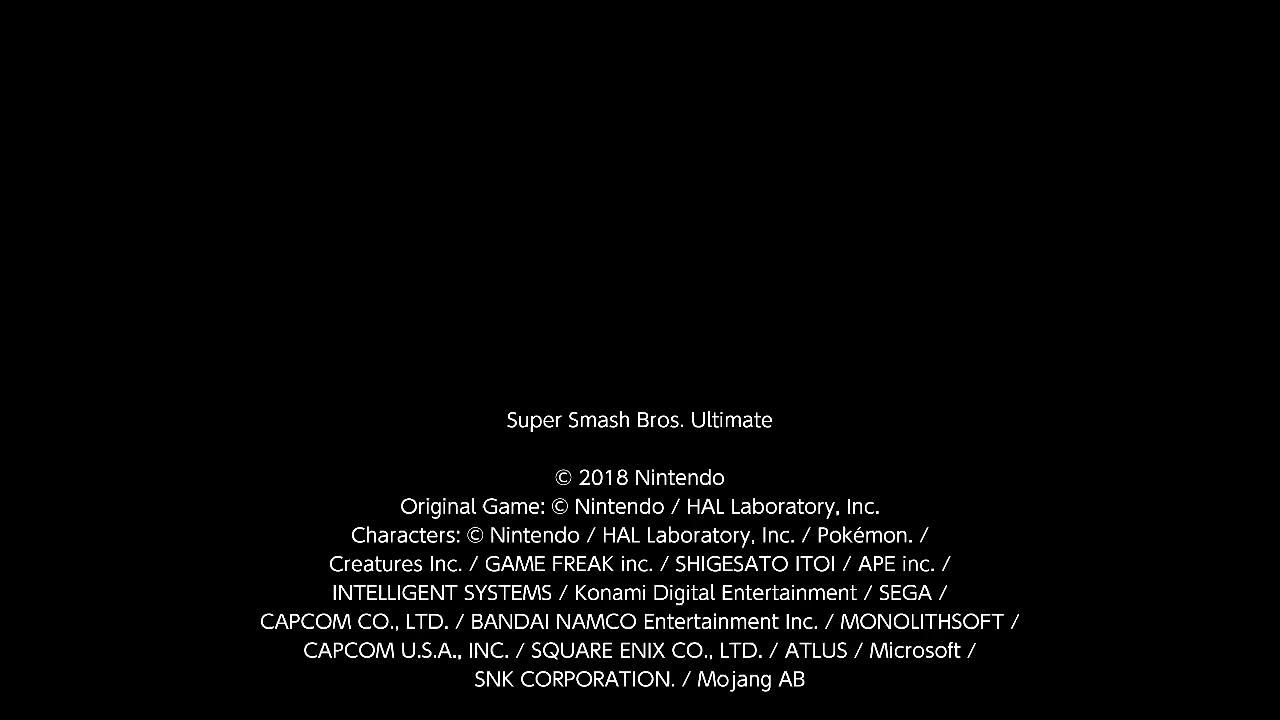 Super Smash Bros. Ultimate
© 2018 Nintendo
Original Game: © Nintendo / HAL Laboratory, Inc.
Characters: © Nintendo / HAL Laboratory, Inc. / Pokémon. /
Creatures Inc. / GAME FREAK inc. / SHIGESATO ITOI / APE inc. /
INTELLIGENT SYSTEMS / Konami Digital Entertainment / SEGA /
CAPCOM CO., LTD. / BANDAI NAMCO Entertainment Inc. / MONOLITHSOFT /
CAPCOM U.S.A., INC. / SQUARE ENIX CO., LTD. / ATLUS / Microsoft /
SNK CORPORATION. / Mojang AB